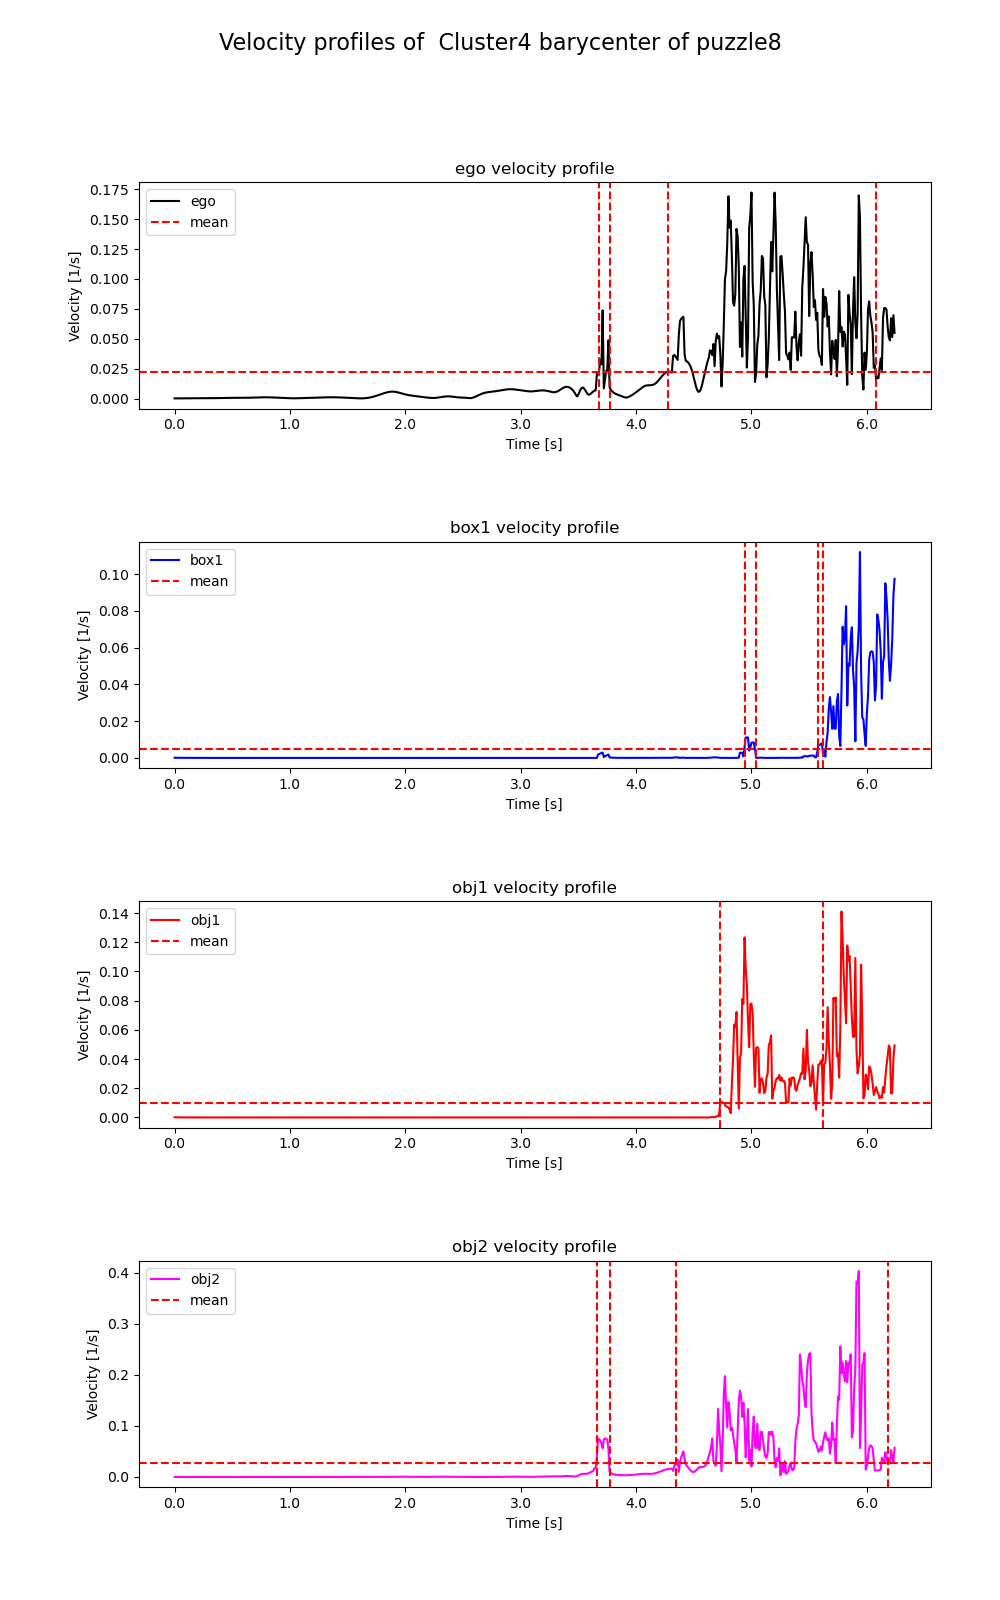 Velocity profiles of  Cluster4 barycenter of puzzle8
ego velocity profile
ego
mean
Velocity [1/s]
0.175
0.150
0.125
0.100
0.075
0.050
0.025
0.000
0.0 1.0 2.0 3.0 4.0 5.0 6.0
Time [s]
box1 velocity profile
box1
mean
Velocity [1/s]
0.10
0.08
0.06
0.04
0.02
0.00
0.0 1.0 2.0 3.0 4.0 5.0 6.0
Time [s]
obj1 velocity profile
obj1
mean
Velocity [1/s]
0.14
0.12
0.10
0.08
0.06
0.04
0.02
0.00
0.0 1.0 2.0 3.0 4.0 5.0 6.0
Time [s]
obj2 velocity profile
obj2
mean
Velocity [1/s]
0.4
0.3
0.2
0.1
0.0
0.0 1.0 2.0 3.0 4.0 5.0 6.0
Time [s]